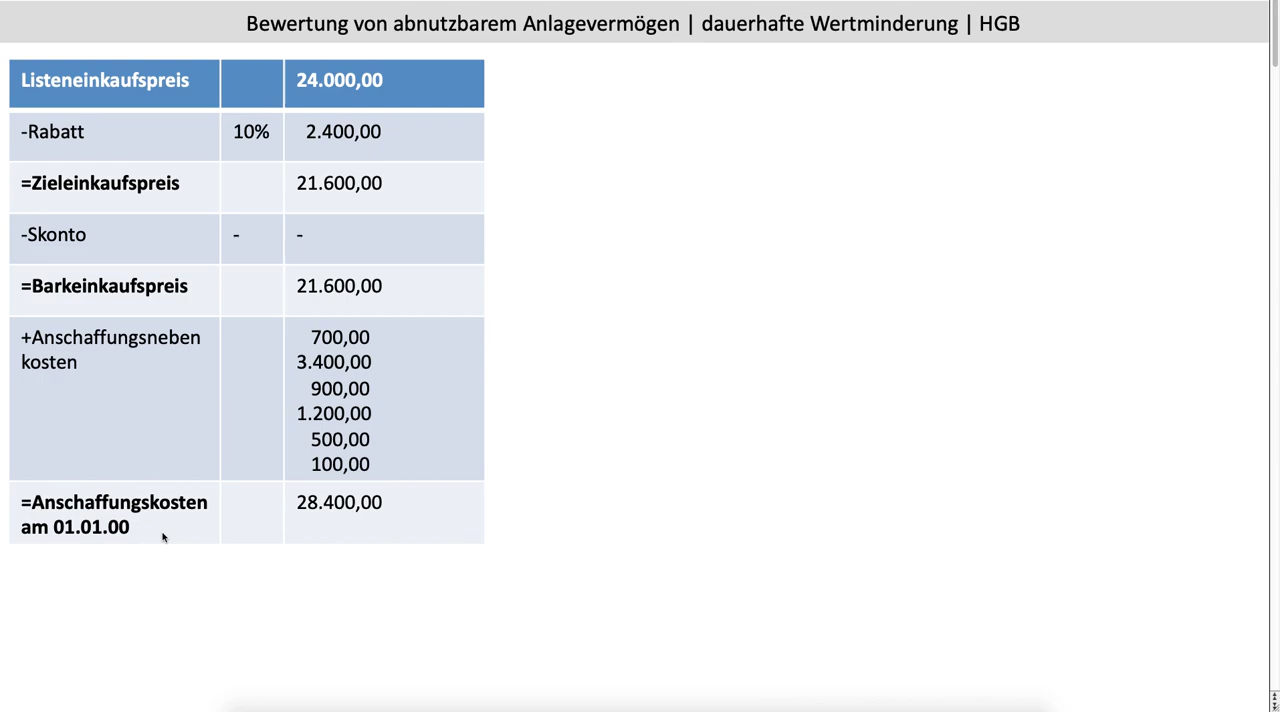 Bewertung von abnutzbarem Anlagevermögen | dauerhafte Wertminderung | HGB
Listeneinkaufspreis 24.000,00
-Rabatt 10% 2.400,00
=Zieleinkaufspreis 21.600,00
-Skonto - -
=Barkeinkaufspreis 21.600,00
+Anschaffungsneben 700,00
kosten 3.400,00
900,00
1.200,00
500,00
100,00
=Anschaffungskosten 28.400,00
am 01.01.00